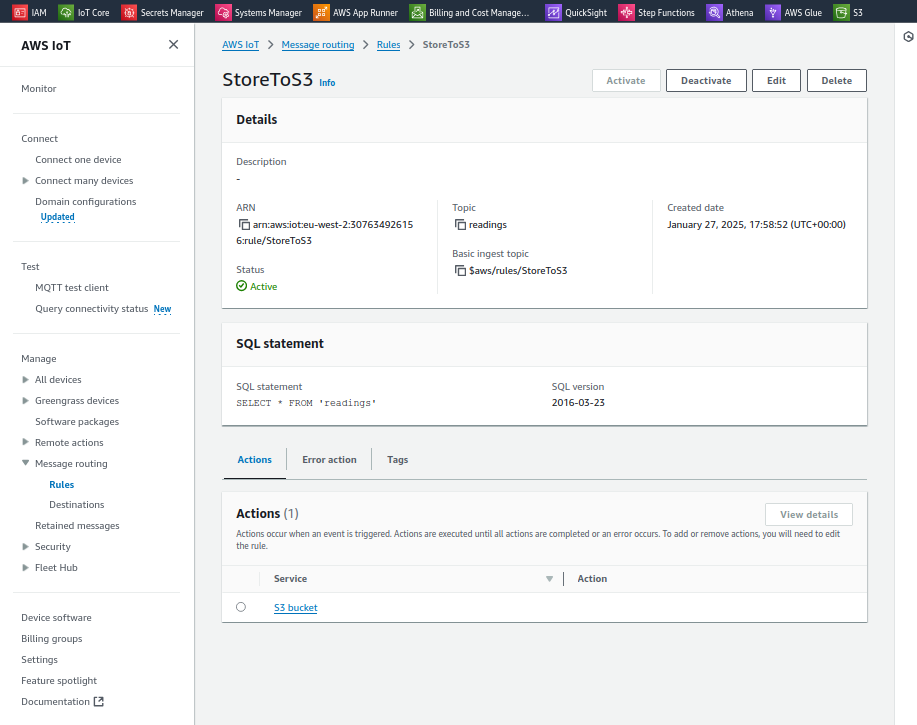 IAM IoT Core Secrets Manager Systems Manager AWS App Runner Billing and Cost Manage... QuickSight Step Functions Athena AWS Glue S3
AWS IoT
Monitor
Connect
Connect one device
Connect many devices
Domain configurations
Updated
Test
MQTT test client
Query connectivity status New
Manage
All devices
Greengrass devices
Software packages
Remote actions
Message routing
Rules
Destinations
Retained messages
Security
Fleet Hub
Device software
Billing groups
Settings
Feature spotlight
Documentation
AWS IoT > Message routing > Rules > StoreToS3
StoreToS3 Info
Activate Deactivate Edit Delete
Details
Description
-
ARN
arn:aws:iot:eu-west-2:30763492615
6:rule/StoreToS3
Status
Active
Topic
readings
Basic ingest topic
$aws/rules/StoreToS3
Created date
January 27, 2025, 17:58:52 (UTC+00:00)
SQL statement
SQL statement
SELECT * FROM 'readings'
SQL version
2016-03-23
Actions Error action Tags
Actions (1)
View details
Actions occur when an event is triggered. Actions are executed until all actions are completed or an error occurs. To add or remove actions, you will need to edit
the rule.
Service Action
S3 bucket